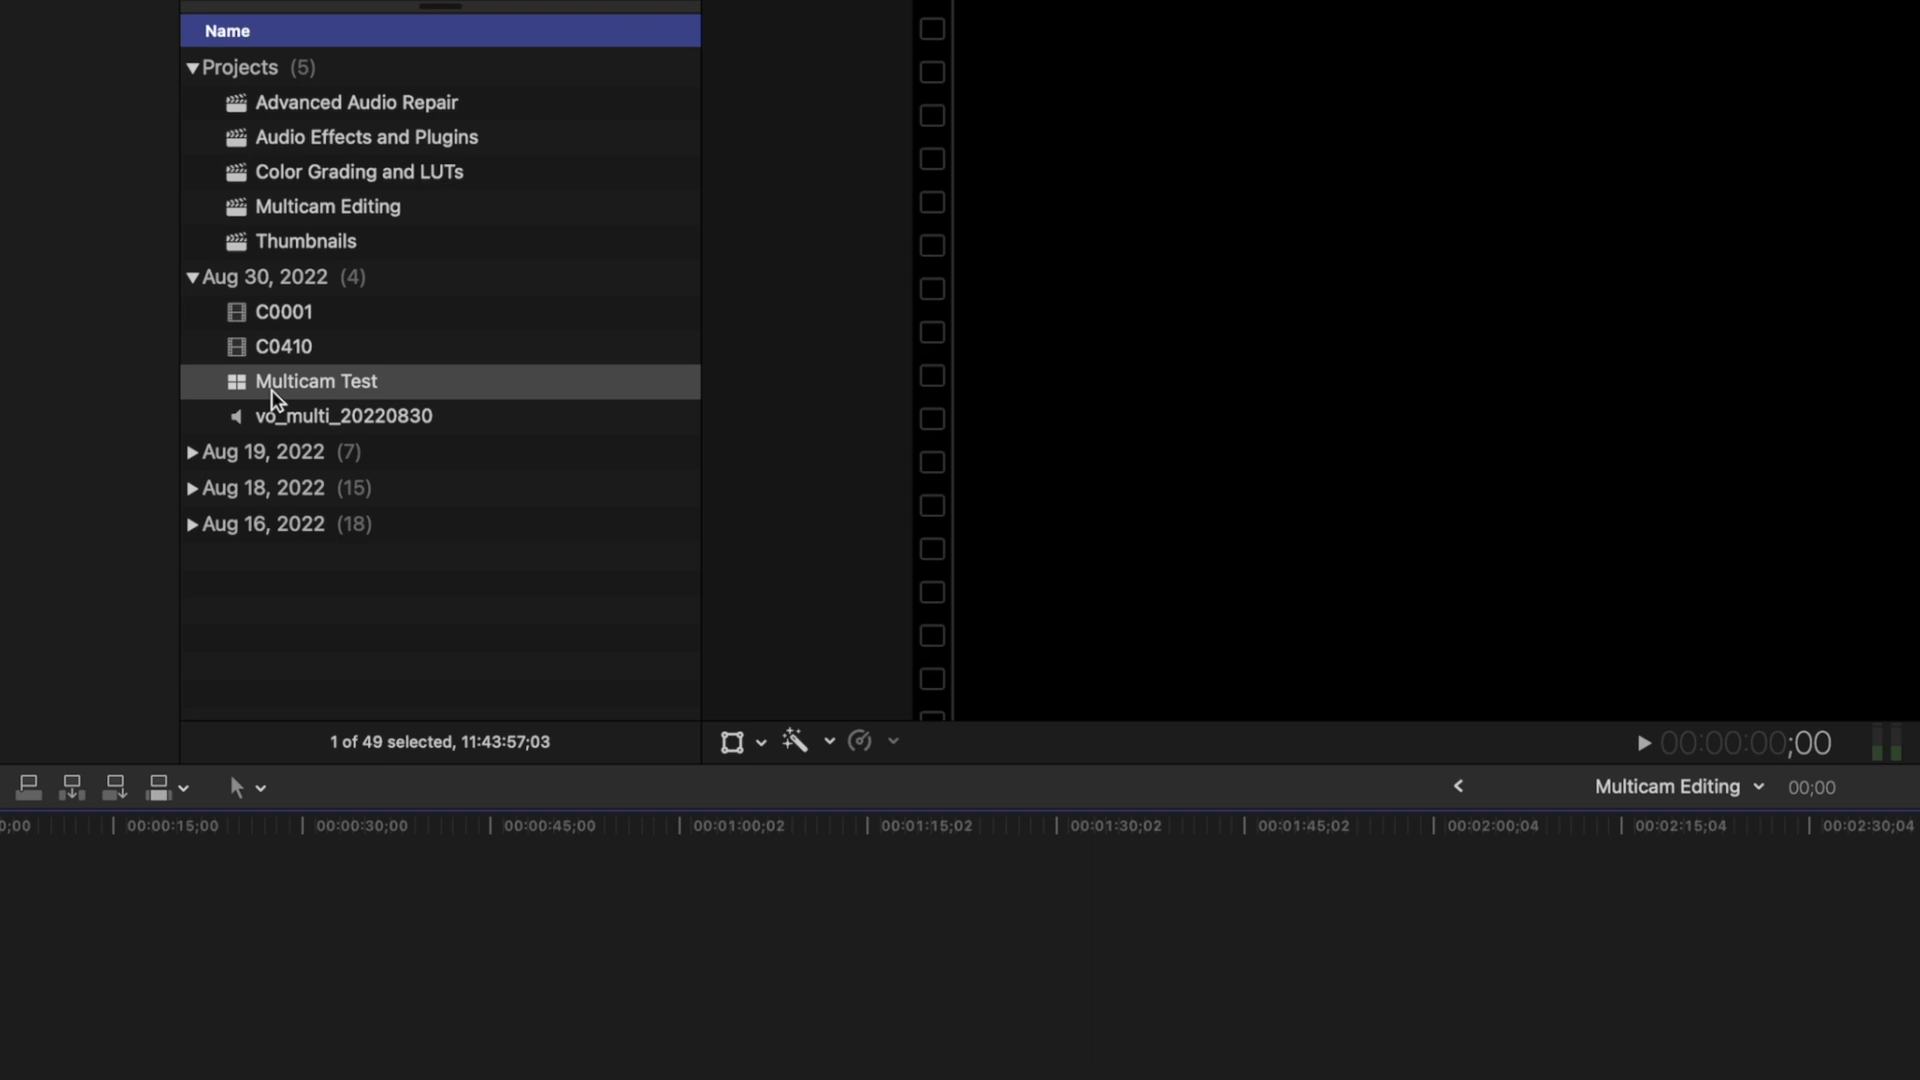 Name
Projects (5)
Advanced Audio Repair
Audio Effects and Plugins
Color Grading and LUTs
Multicam Editing
Thumbnails
Aug 30, 2022 (4)
C0001
C0410
Multicam Test
vo_multi_20220830
Aug 19, 2022 (7)
Aug 18, 2022 (15)
Aug 16, 2022 (18)
1 of 49 selected, 11:43:57;03
00:00:00;00
Multicam Editing 00;00
0;00 00:00:15;00 00:00:30;00 00:00:45;00 00:01:00;02 00:01:15;02 00:01:30;02 00:01:45;02 00:02:00;04 00:02:15;04 00:02:30;04